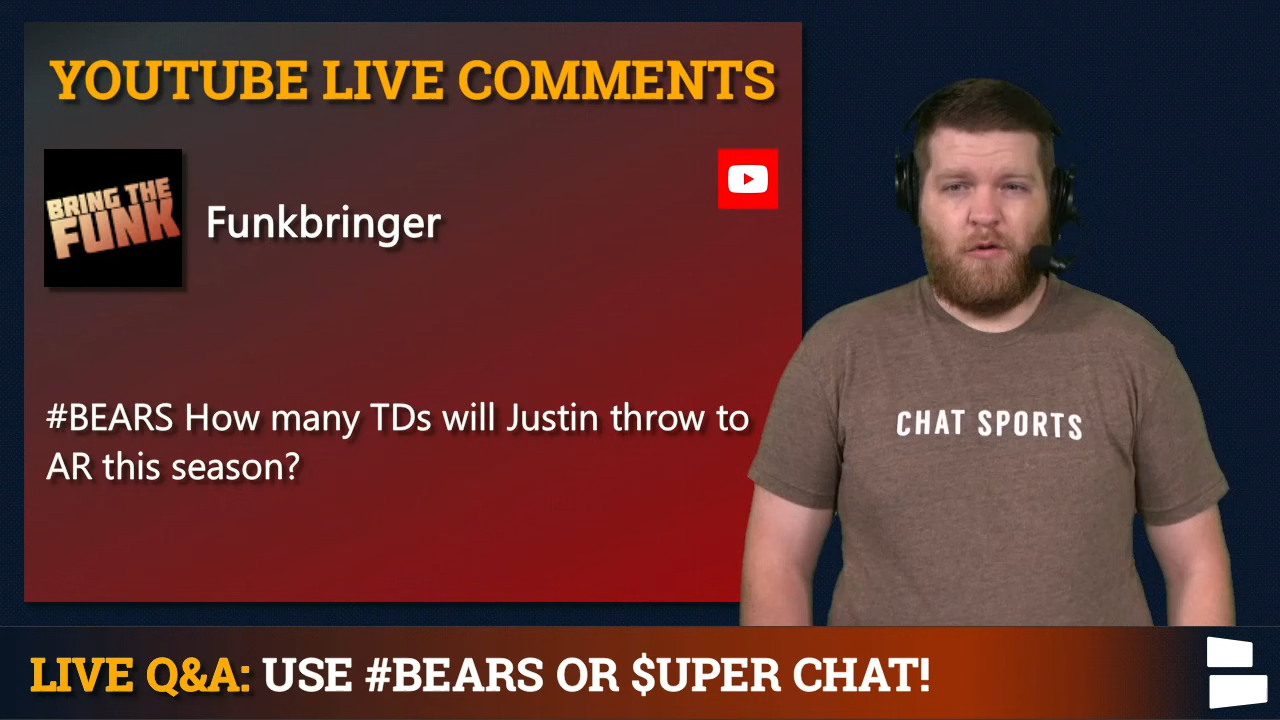 YOUTUBE LIVE COMMENTS
BRING THE
FUNK
Funkbringer
#BEARS How many TDs will Justin throw to
AR this season?
CHAT SPORTS
LIVE Q&A: USE #BEARS OR $UPER CHAT!